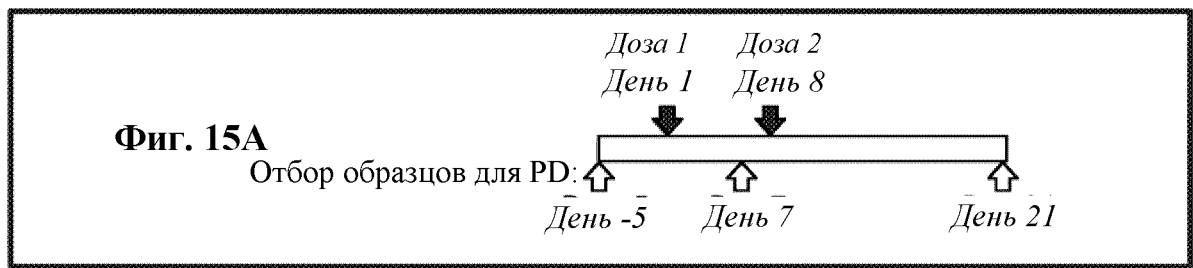 Доза 1 Доза 2
День 1 День 8
Фиг. 15A
Отбор образцов для PD:
День -5 День 7 День 21